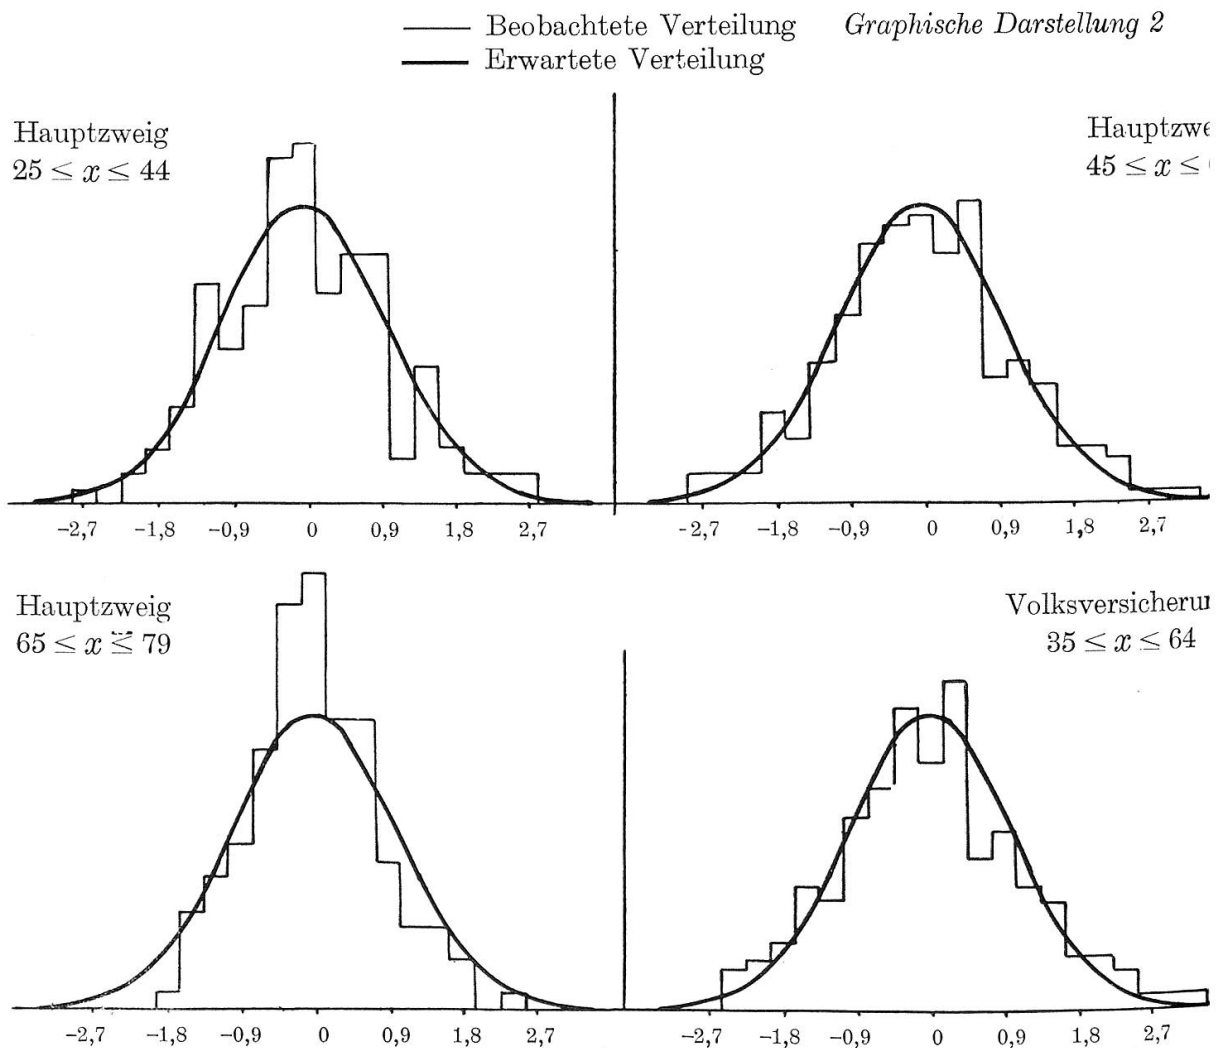 Beobachtete Verteilung Graphische Darstellung 2
Erwartete Verteilung
Hauptzweig
25 ≤ x ≤ 44
Hauptzwe
45 ≤ x ≤
-2,7 -1,8 -0,9 0 0,9 1,8 2,7
-2,7 -1,8 -0,9 0 0,9 1,8 2,7
Hauptzweig
65 ≤ x ≤ 79
Volksversicheru
35 ≤ x ≤ 64
-2,7 -1,8 -0,9 0 0,9 1,8 2,7
-2,7 -1,8 -0,9 0 0,9 1,8 2,7